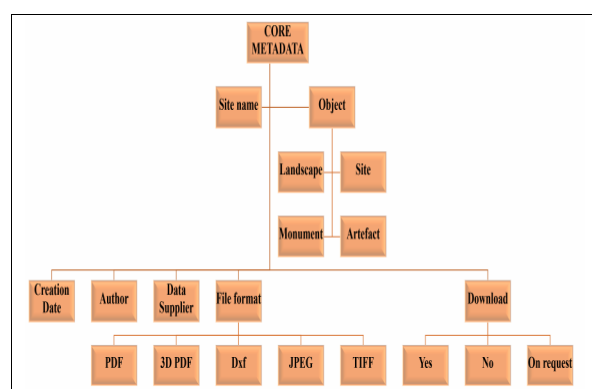 CORE
METADATA
Site name
Object
Landscape
Site
Monument
Artefact
Creation
Date
Author
Data
Supplier
File format
Download
PDF
3D PDF
Dxf
JPEG
TIFF
Yes
No
On request